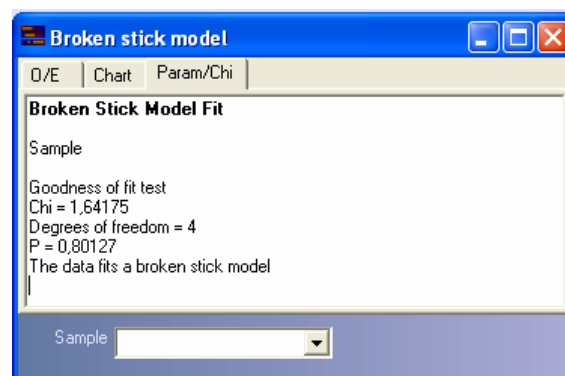 Broken stick model
O/E Chart Param/Chi
Broken Stick Model Fit
Sample
Goodness of fit test
Chi = 1,64175
Degrees of freedom = 4
P = 0,80127
The data fits a broken stick model
Sample